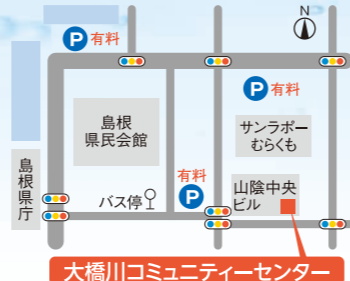 N
P 有料
P 有料
島根
県民会館
サンラポー
むらくも
島根県庁
有料
P
バス停
山陰中央
ビル
大橋川コミュニティーセンター